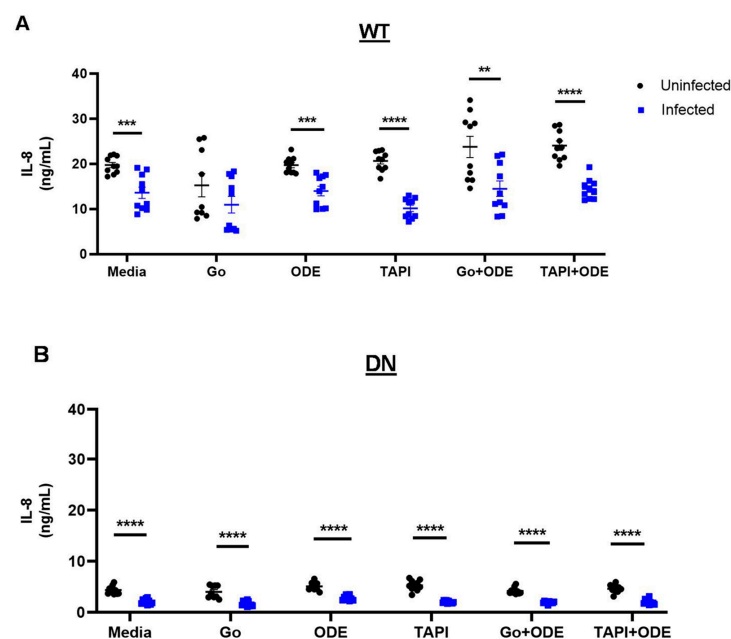 A
WT
40
30
20
10
0
IL-8
(ng/mL)
***
***
****
**
****
Uninfected
Infected
Media Go ODE TAPI Go+ODE TAPI+ODE
B
DN
40
30
20
10
0
IL-8
(ng/mL)
**** **** **** **** **** ****
Media Go ODE TAPI Go+ODE TAPI+ODE